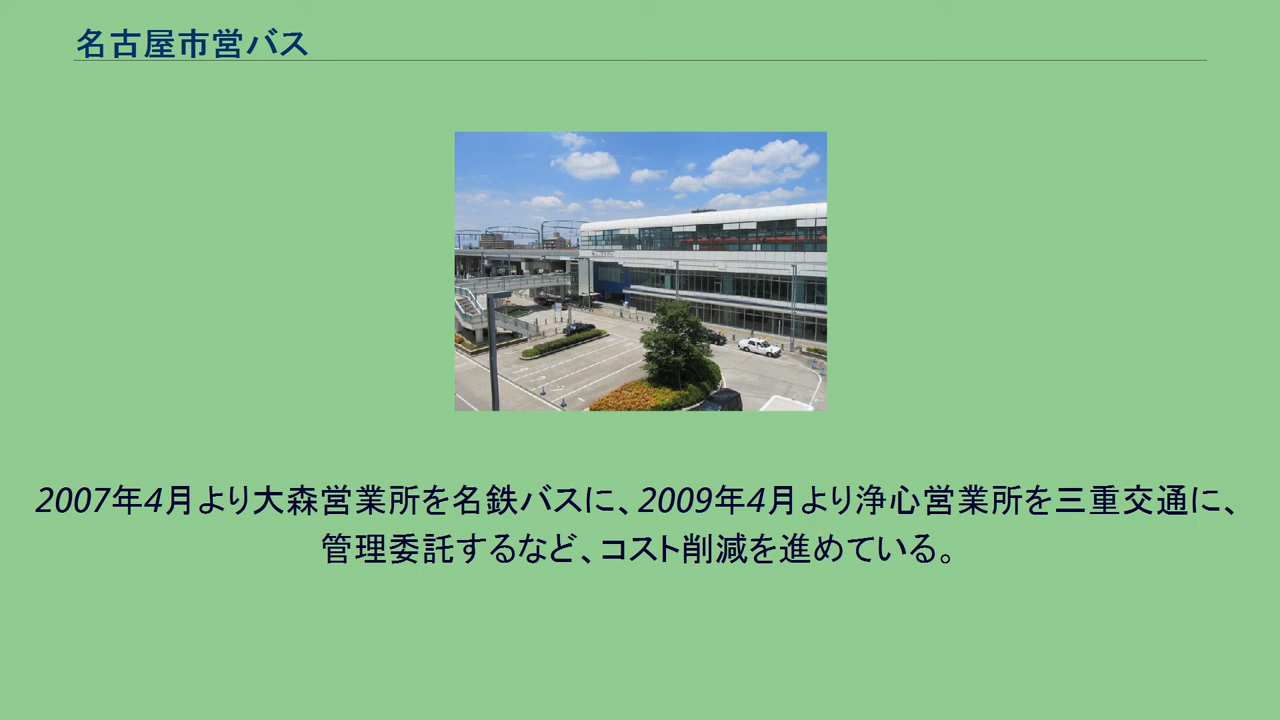 名古屋市営バス
2007年4月より大森営業所を名鉄バスに、2009年4月より浄心営業所を三重交通に、
管理委託するなど、コスト削減を進めている。